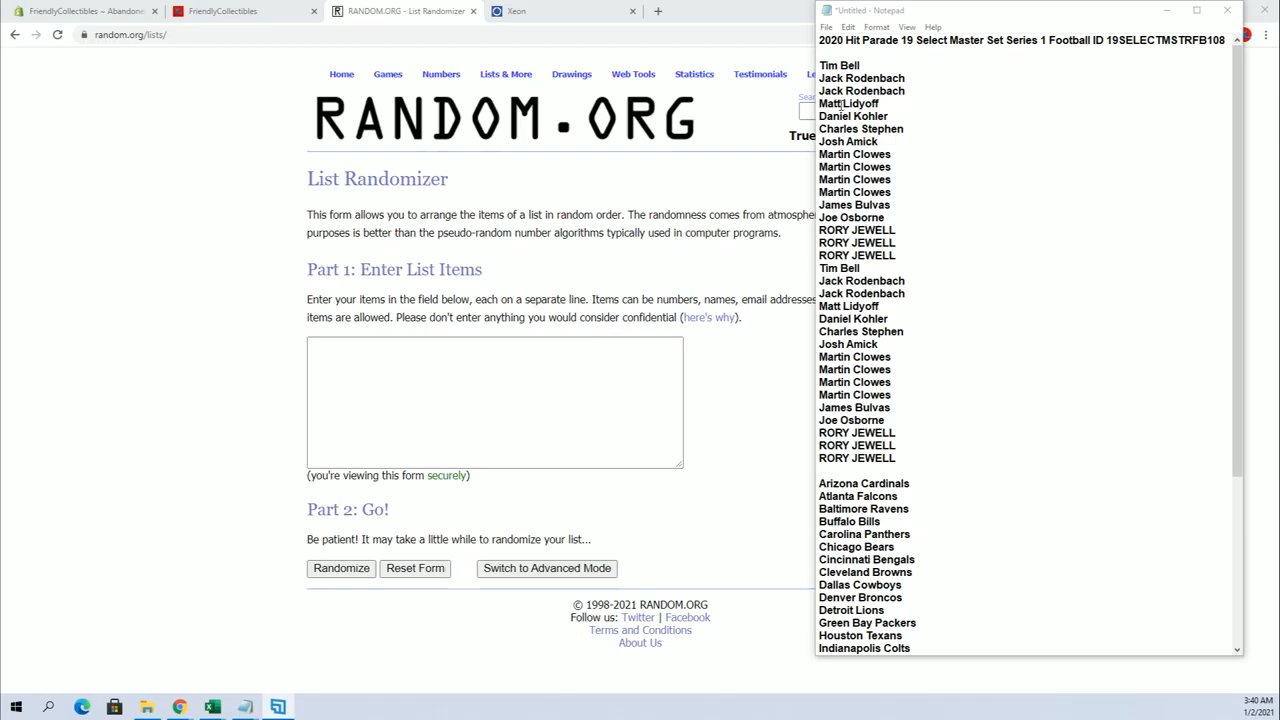 FriendlyCollectibles – Abandone
FriendlyCollectibles
RANDOM.ORG - List Randomizer
Xeon
random.org/lists/
Home
Games
Numbers
Lists & More
Drawings
Web Tools
Statistics
Testimonials
RANDOM.ORG
True
List Randomizer
This form allows you to arrange the items of a list in random order. The randomness comes from
purposes is better than the pseudo-random number algorithms typically used in computer programs.
Part 1: Enter List Items
Enter your items in the field below, each on a separate line. Items can be numbers, names, email addresses
items are allowed. Please don't enter anything you would consider confidential (here's why).
(you're viewing this form securely)
Part 2: Go!
Be patient! It may take a little while to randomize your list...
Randomize
Reset Form
Switch to Advanced Mode
© 1998-2021 RANDOM.ORG
Follow us: Twitter | Facebook
Terms and Conditions
About Us
*Untitled - Notepad
File Edit Format View Help
2020 Hit Parade 19 Select Master Set Series 1 Football ID 19SELECTMSTRFB108
Tim Bell
Jack Rodenbach
Jack Rodenbach
Matt Lidyoff
Daniel Kohler
Charles Stephen
Josh Amick
Martin Clowes
Martin Clowes
Martin Clowes
Martin Clowes
James Bulvas
Joe Osborne
RORY JEWELL
RORY JEWELL
RORY JEWELL
Tim Bell
Jack Rodenbach
Jack Rodenbach
Matt Lidyoff
Daniel Kohler
Charles Stephen
Josh Amick
Martin Clowes
Martin Clowes
Martin Clowes
Martin Clowes
James Bulvas
Joe Osborne
RORY JEWELL
RORY JEWELL
RORY JEWELL
Arizona Cardinals
Atlanta Falcons
Baltimore Ravens
Buffalo Bills
Carolina Panthers
Chicago Bears
Cincinnati Bengals
Cleveland Browns
Dallas Cowboys
Denver Broncos
Detroit Lions
Green Bay Packers
Houston Texans
Indianapolis Colts
3:40 AM
1/2/2021